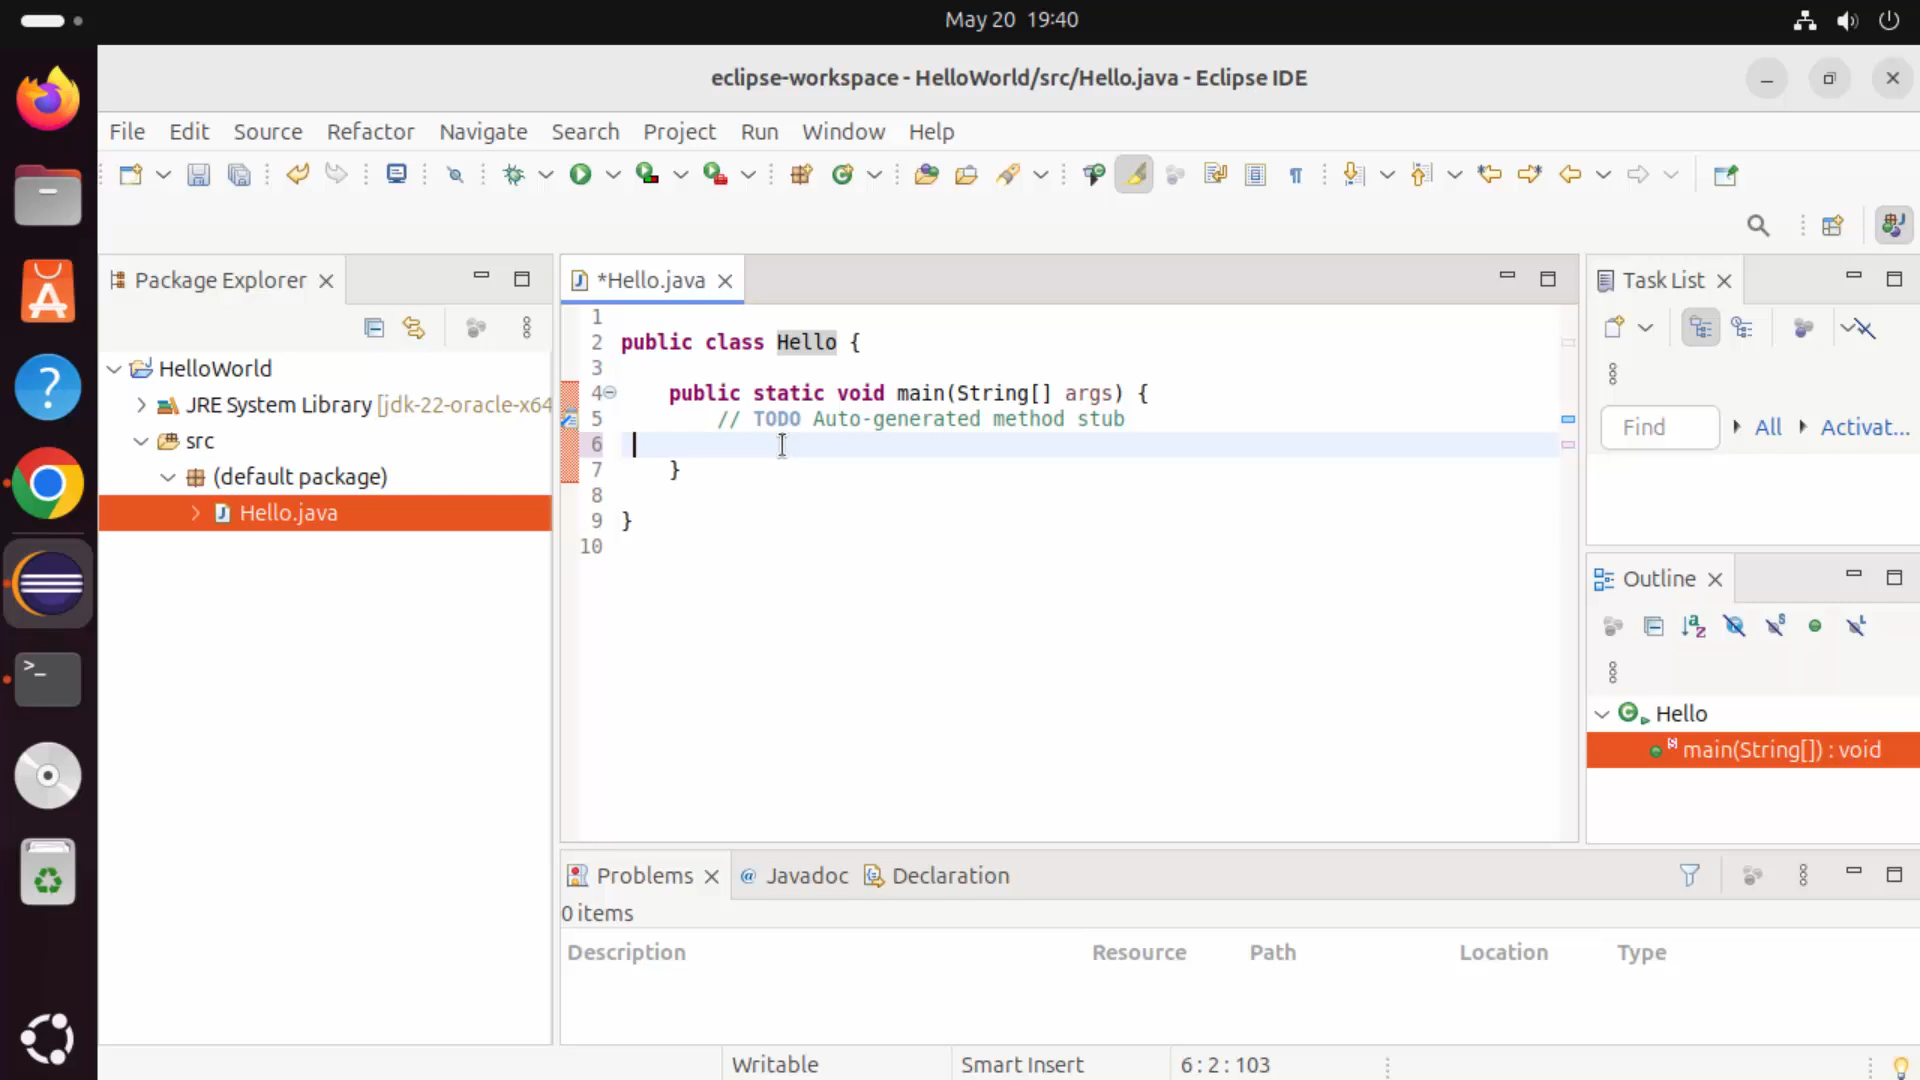 May 20 19:40
eclipse-workspace - HelloWorld/src/Hello.java - Eclipse IDE
File Edit Source Refactor Navigate Search Project Run Window Help
Package Explorer
*Hello.java
Task List
HelloWorld
JRE System Library [jdk-22-oracle-x64
src
(default package)
Hello.java
1
2 public class Hello {
3
4 public static void main(String[] args) {
5 // TODO Auto-generated method stub
6
7 }
8
9 }
10
Find All Activat...
Outline
Hello
main(String[]) : void
Problems @ Javadoc Declaration
0 items
Description Resource Path Location Type
Writable Smart Insert 6 : 2 : 103